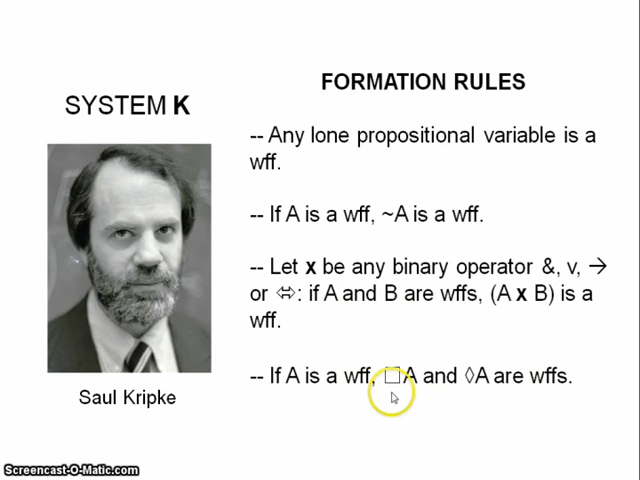 SYSTEM K
Saul Kripke
FORMATION RULES
-- Any lone propositional variable is a
wff.
-- If A is a wff, ~A is a wff.
-- Let x be any binary operator &, v, →
or ⬄: if A and B are wffs, (A x B) is a
wff.
-- If A is a wff, □A and ◊A are wffs.
Screencast-O-Matic.com